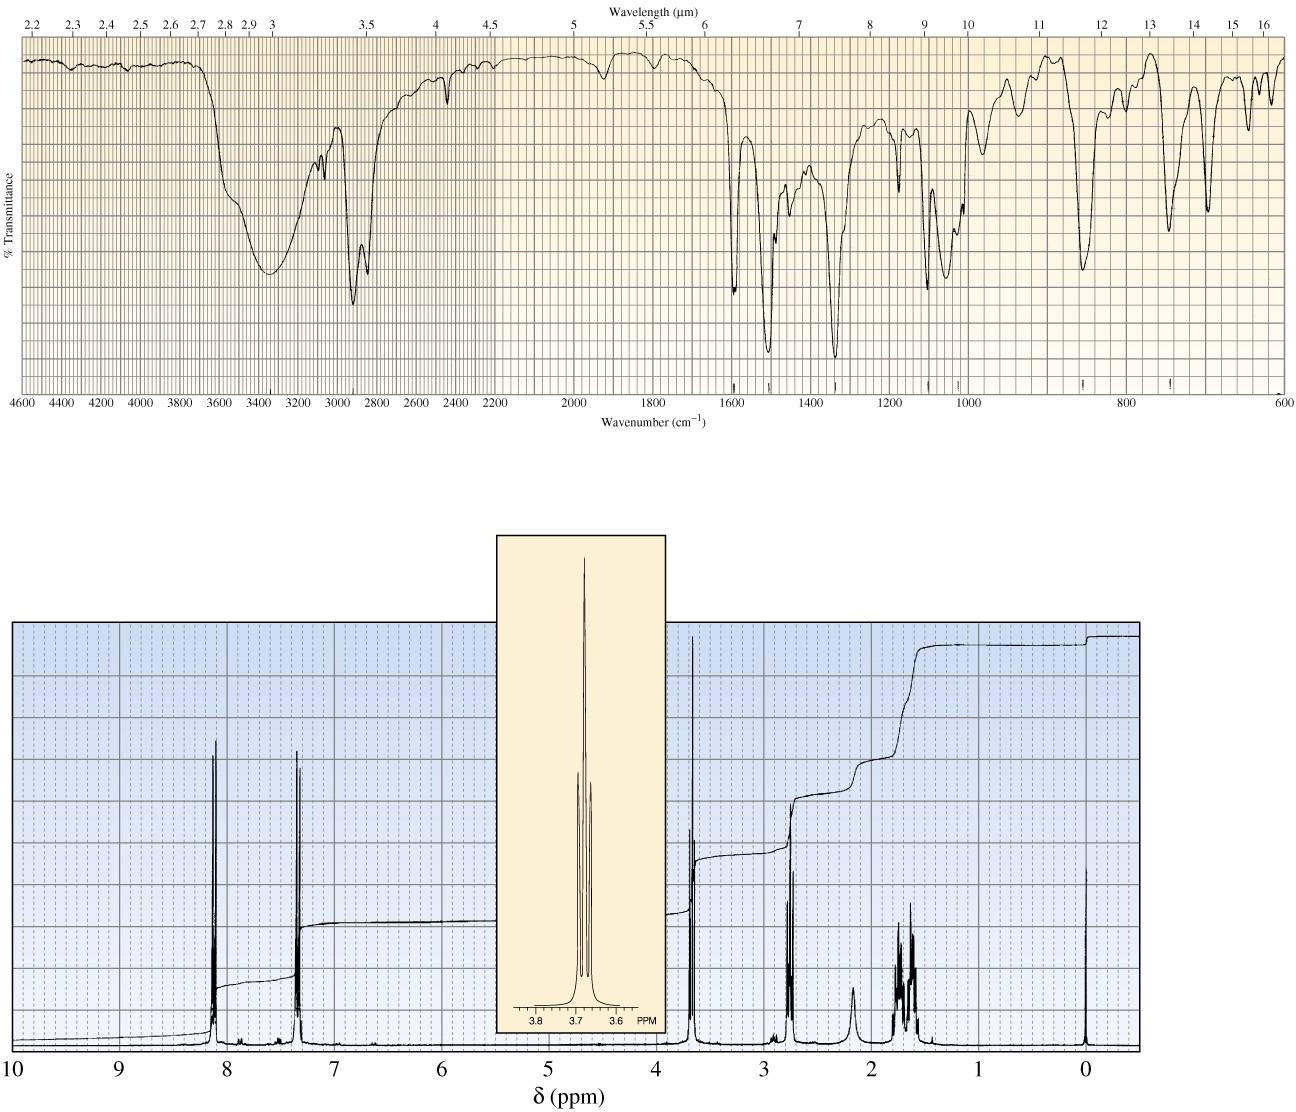 Wavelength (μm)
2.2 2.3 2.4 2.5 2.6 2.7 2.8 2.9 3 3.5 4 4.5 5 5.5 6 7 8 9 10 11 12 13 14 15 16
% Transmittance
4600 4400 4200 4000 3800 3600 3400 3200 3000 2800 2600 2400 2200 2000 1800 1600 1400 1200 1000 800 600
Wavenumber (cm⁻¹)
3.8 3.7 3.6 PPM
10 9 8 7 6 5 4 3 2 1 0
δ (ppm)